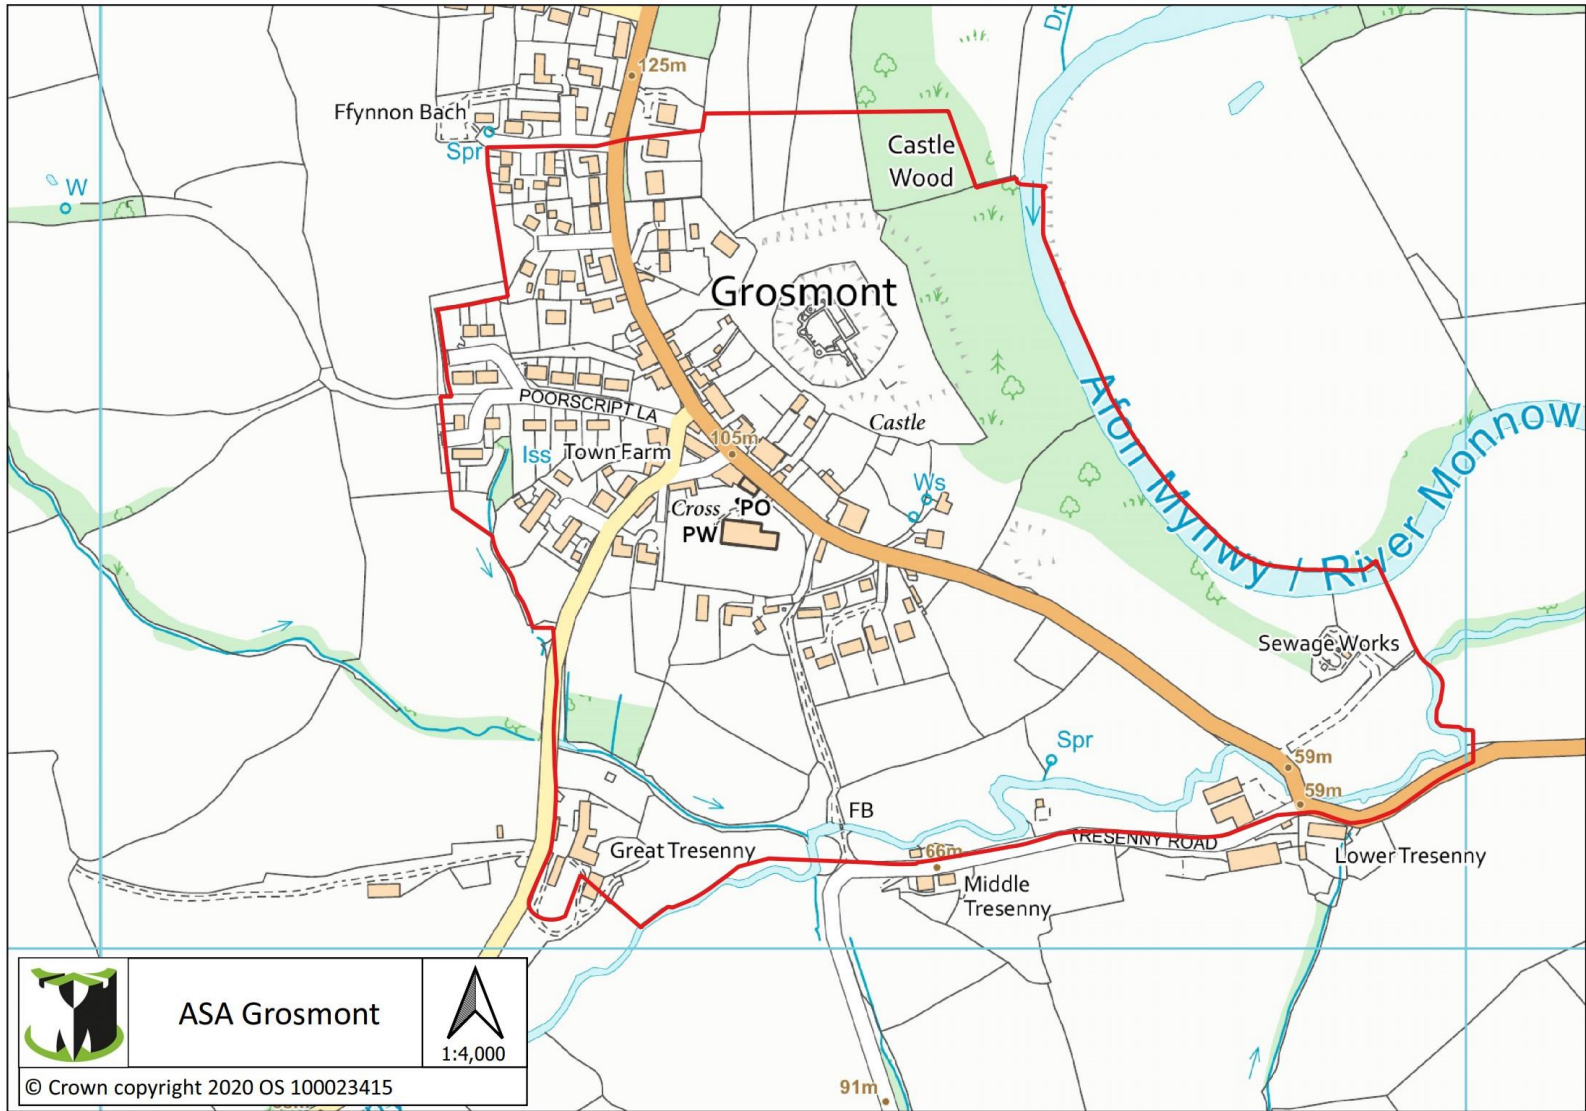 Dr
125m
Ffynnon Bach
Spr
Castle
Wood
W
Grosmont
POORSCRIPT LA
Castle
105m
Iss
Town Farm
Ws
Cross
PO
PW
Afon Mynwy / River Monnow
Sewage Works
Spr
59m
59m
FB
TRESENNY ROAD
Great Tresenny
66m
Lower Tresenny
Middle
Tresenny
91m
ASA Grosmont
1:4,000
© Crown copyright 2020 OS 100023415